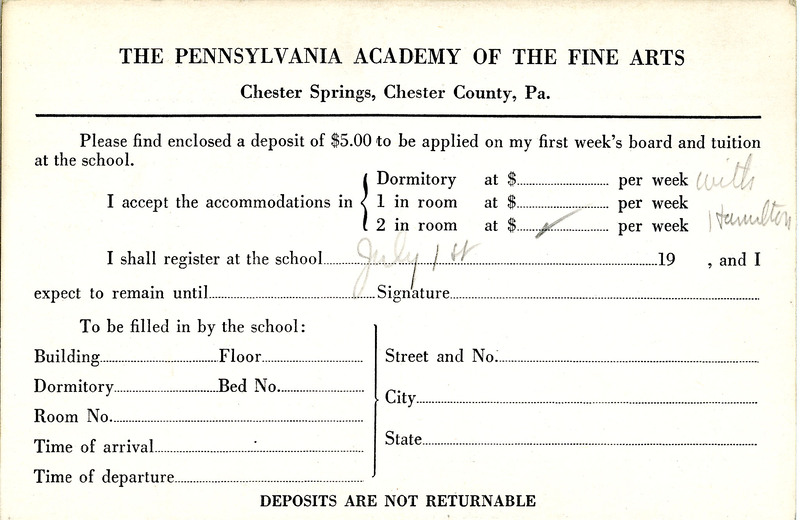 THE PENNSYLVANIA ACADEMY OF THE FINE ARTS
Chester Springs, Chester County, Pa.
Please find enclosed a deposit of $5.00 to be applied on my first week's board and tuition
at the school.
I accept the accommodations in
Dormitory at $ per week with
1 in room at $ per week
2 in room at $ ✓ per week Hamilton
I shall register at the school July 1st 19 , and I
expect to remain until Signature
To be filled in by the school:
Building Floor
Dormitory Bed No.
Room No.
Time of arrival
Time of departure
Street and No.
City
State
DEPOSITS ARE NOT RETURNABLE